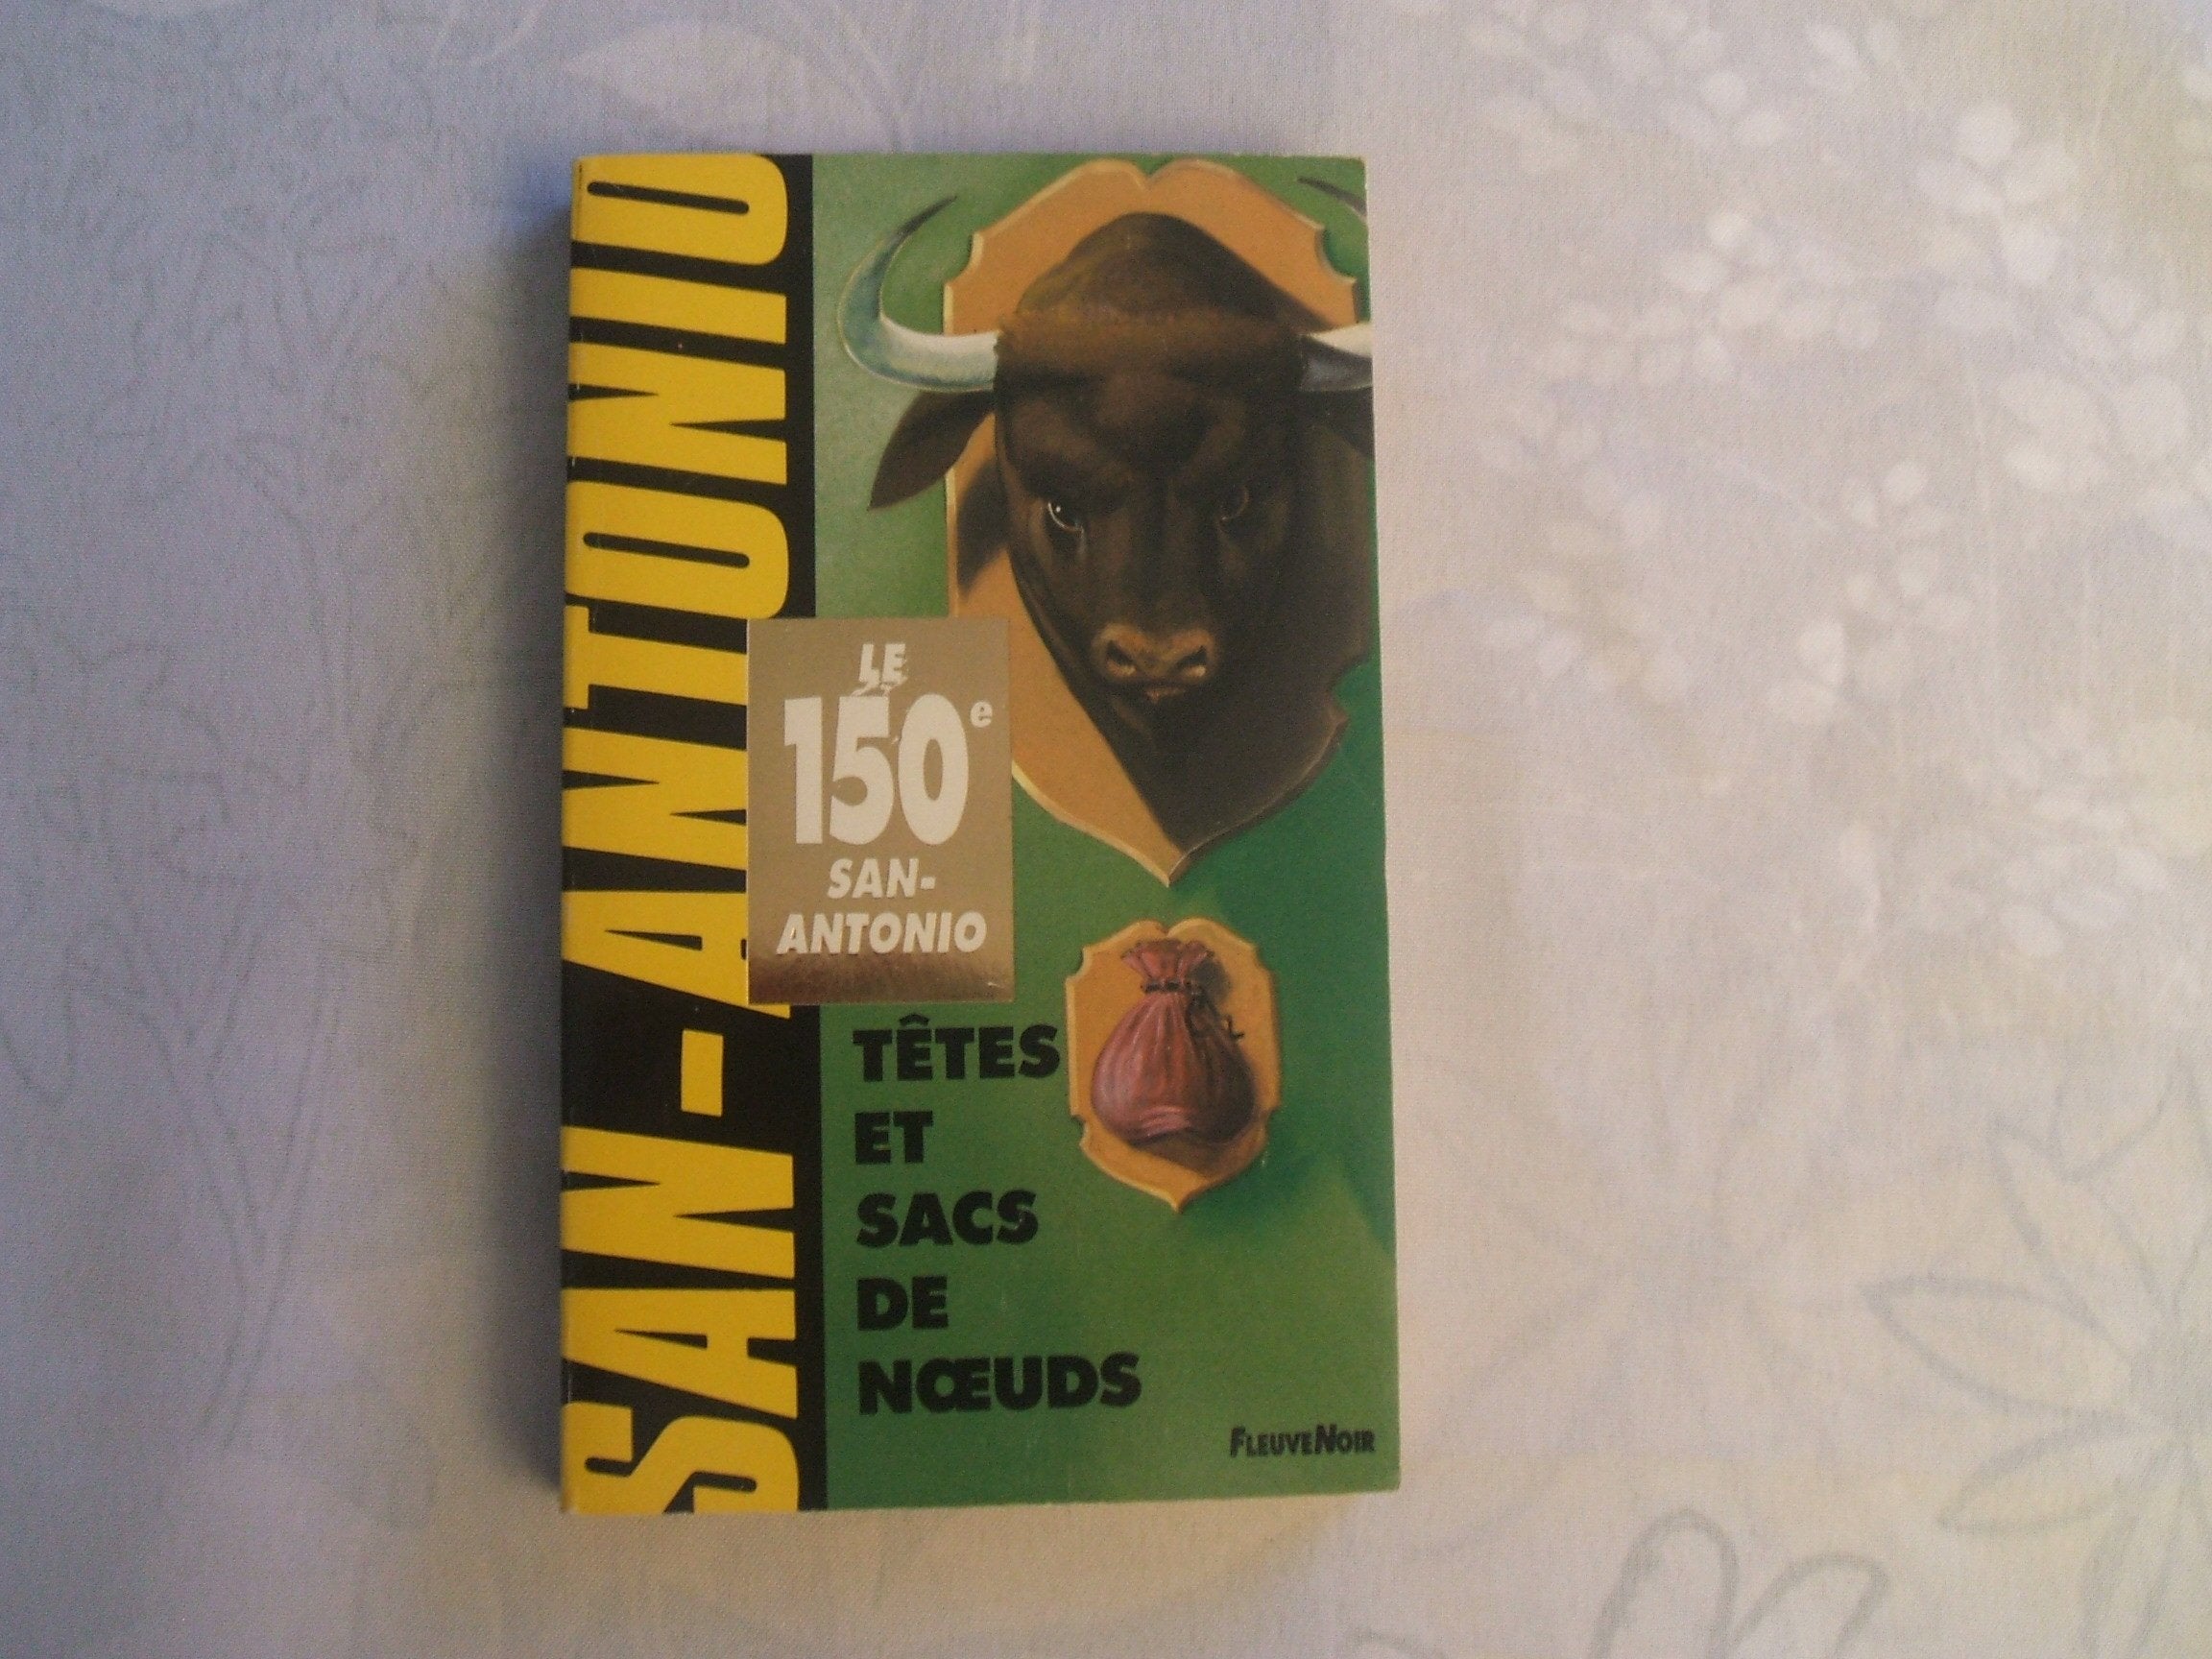 SAN-ANTONIO
LE
150e
SAN-
ANTONIO
TÊTES
ET
SACS
DE
NŒUDS
FLEUVE NOIR